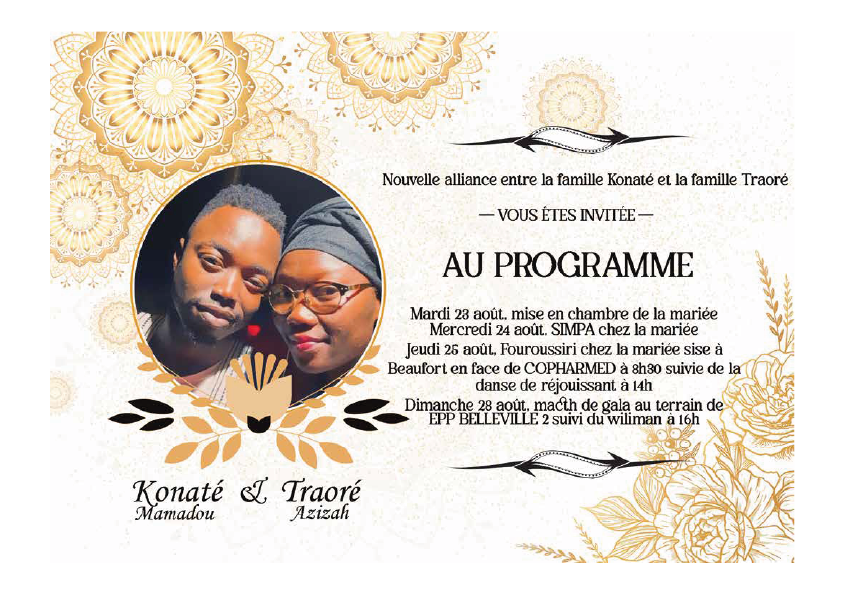 Nouvelle alliance entre la famille Konaté et la famille Traoré
— VOUS ÊTES INVITÉE —
AU PROGRAMME
Mardi 23 août, mise en chambre de la mariée
Mercredi 24 août. SIMPA chez la mariée
Jeudi 25 août, Fouroussiri chez la mariée sise à
Beaufort en face de COPHARMED à 8h30 suivie de la
danse de réjouissant à 14h
Dimanche 28 août, macth de gala au terrain de
EPP BELLEVILLE 2 suivi du wiliman à 16h
Konaté & Traoré
Mamadou Azizah